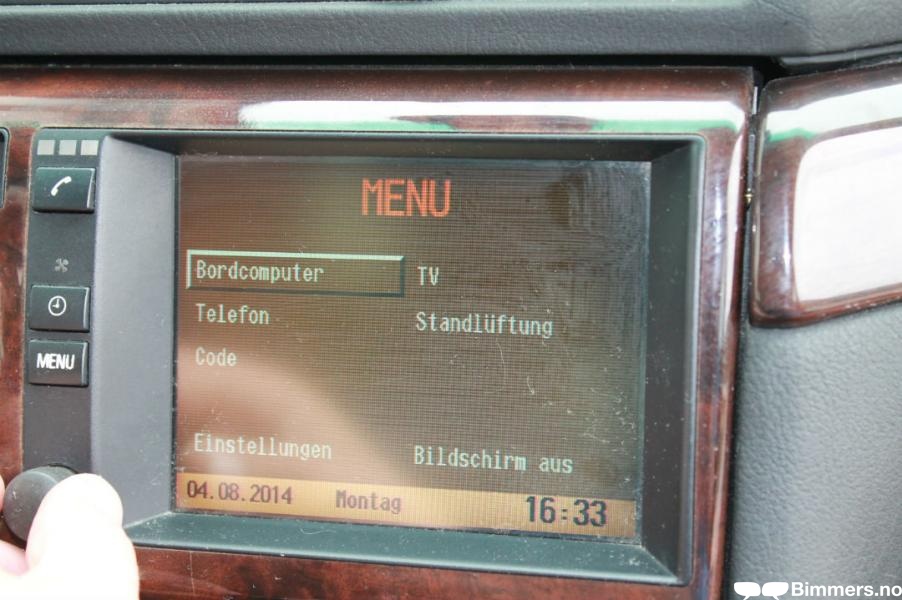 MENU
Bordcomputer
TV
Telefon
Standlüftung
Code
Einstellungen
Bildschirm aus
04.08.2014 Montag 16:33
MENU
Bimmers.no